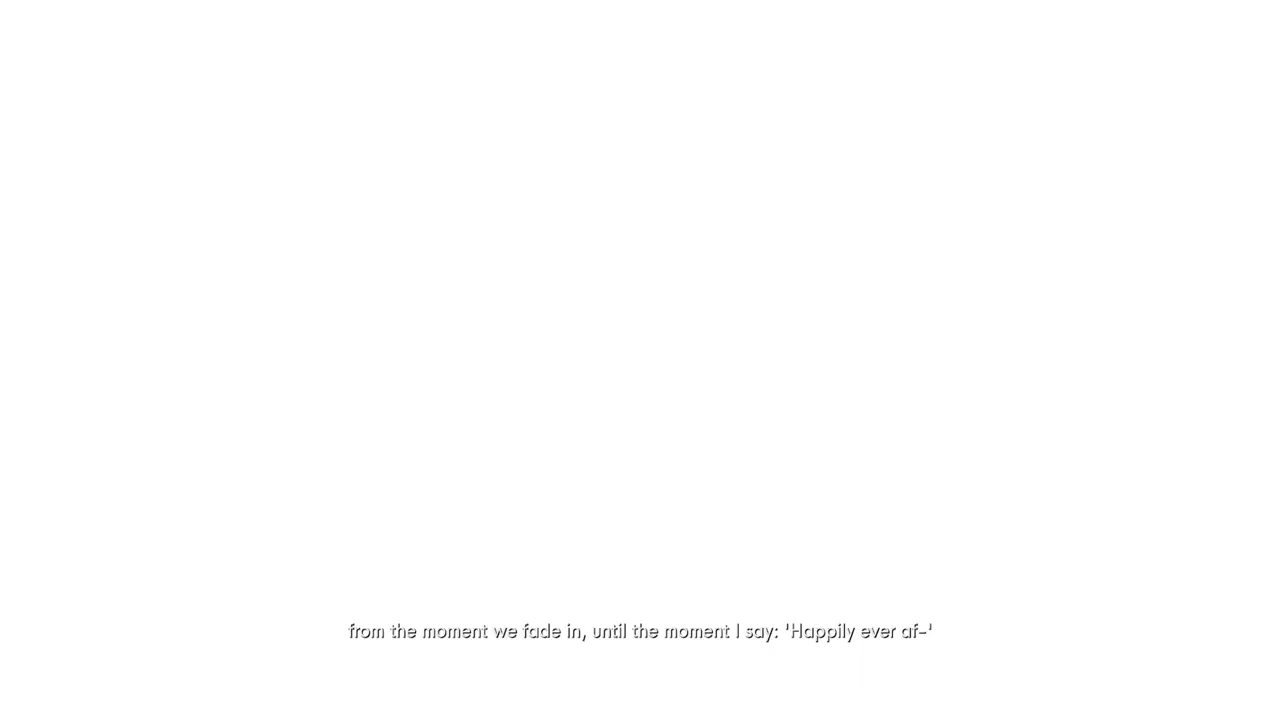 from the moment we fade in, until the moment I say: 'Happily ever af-'